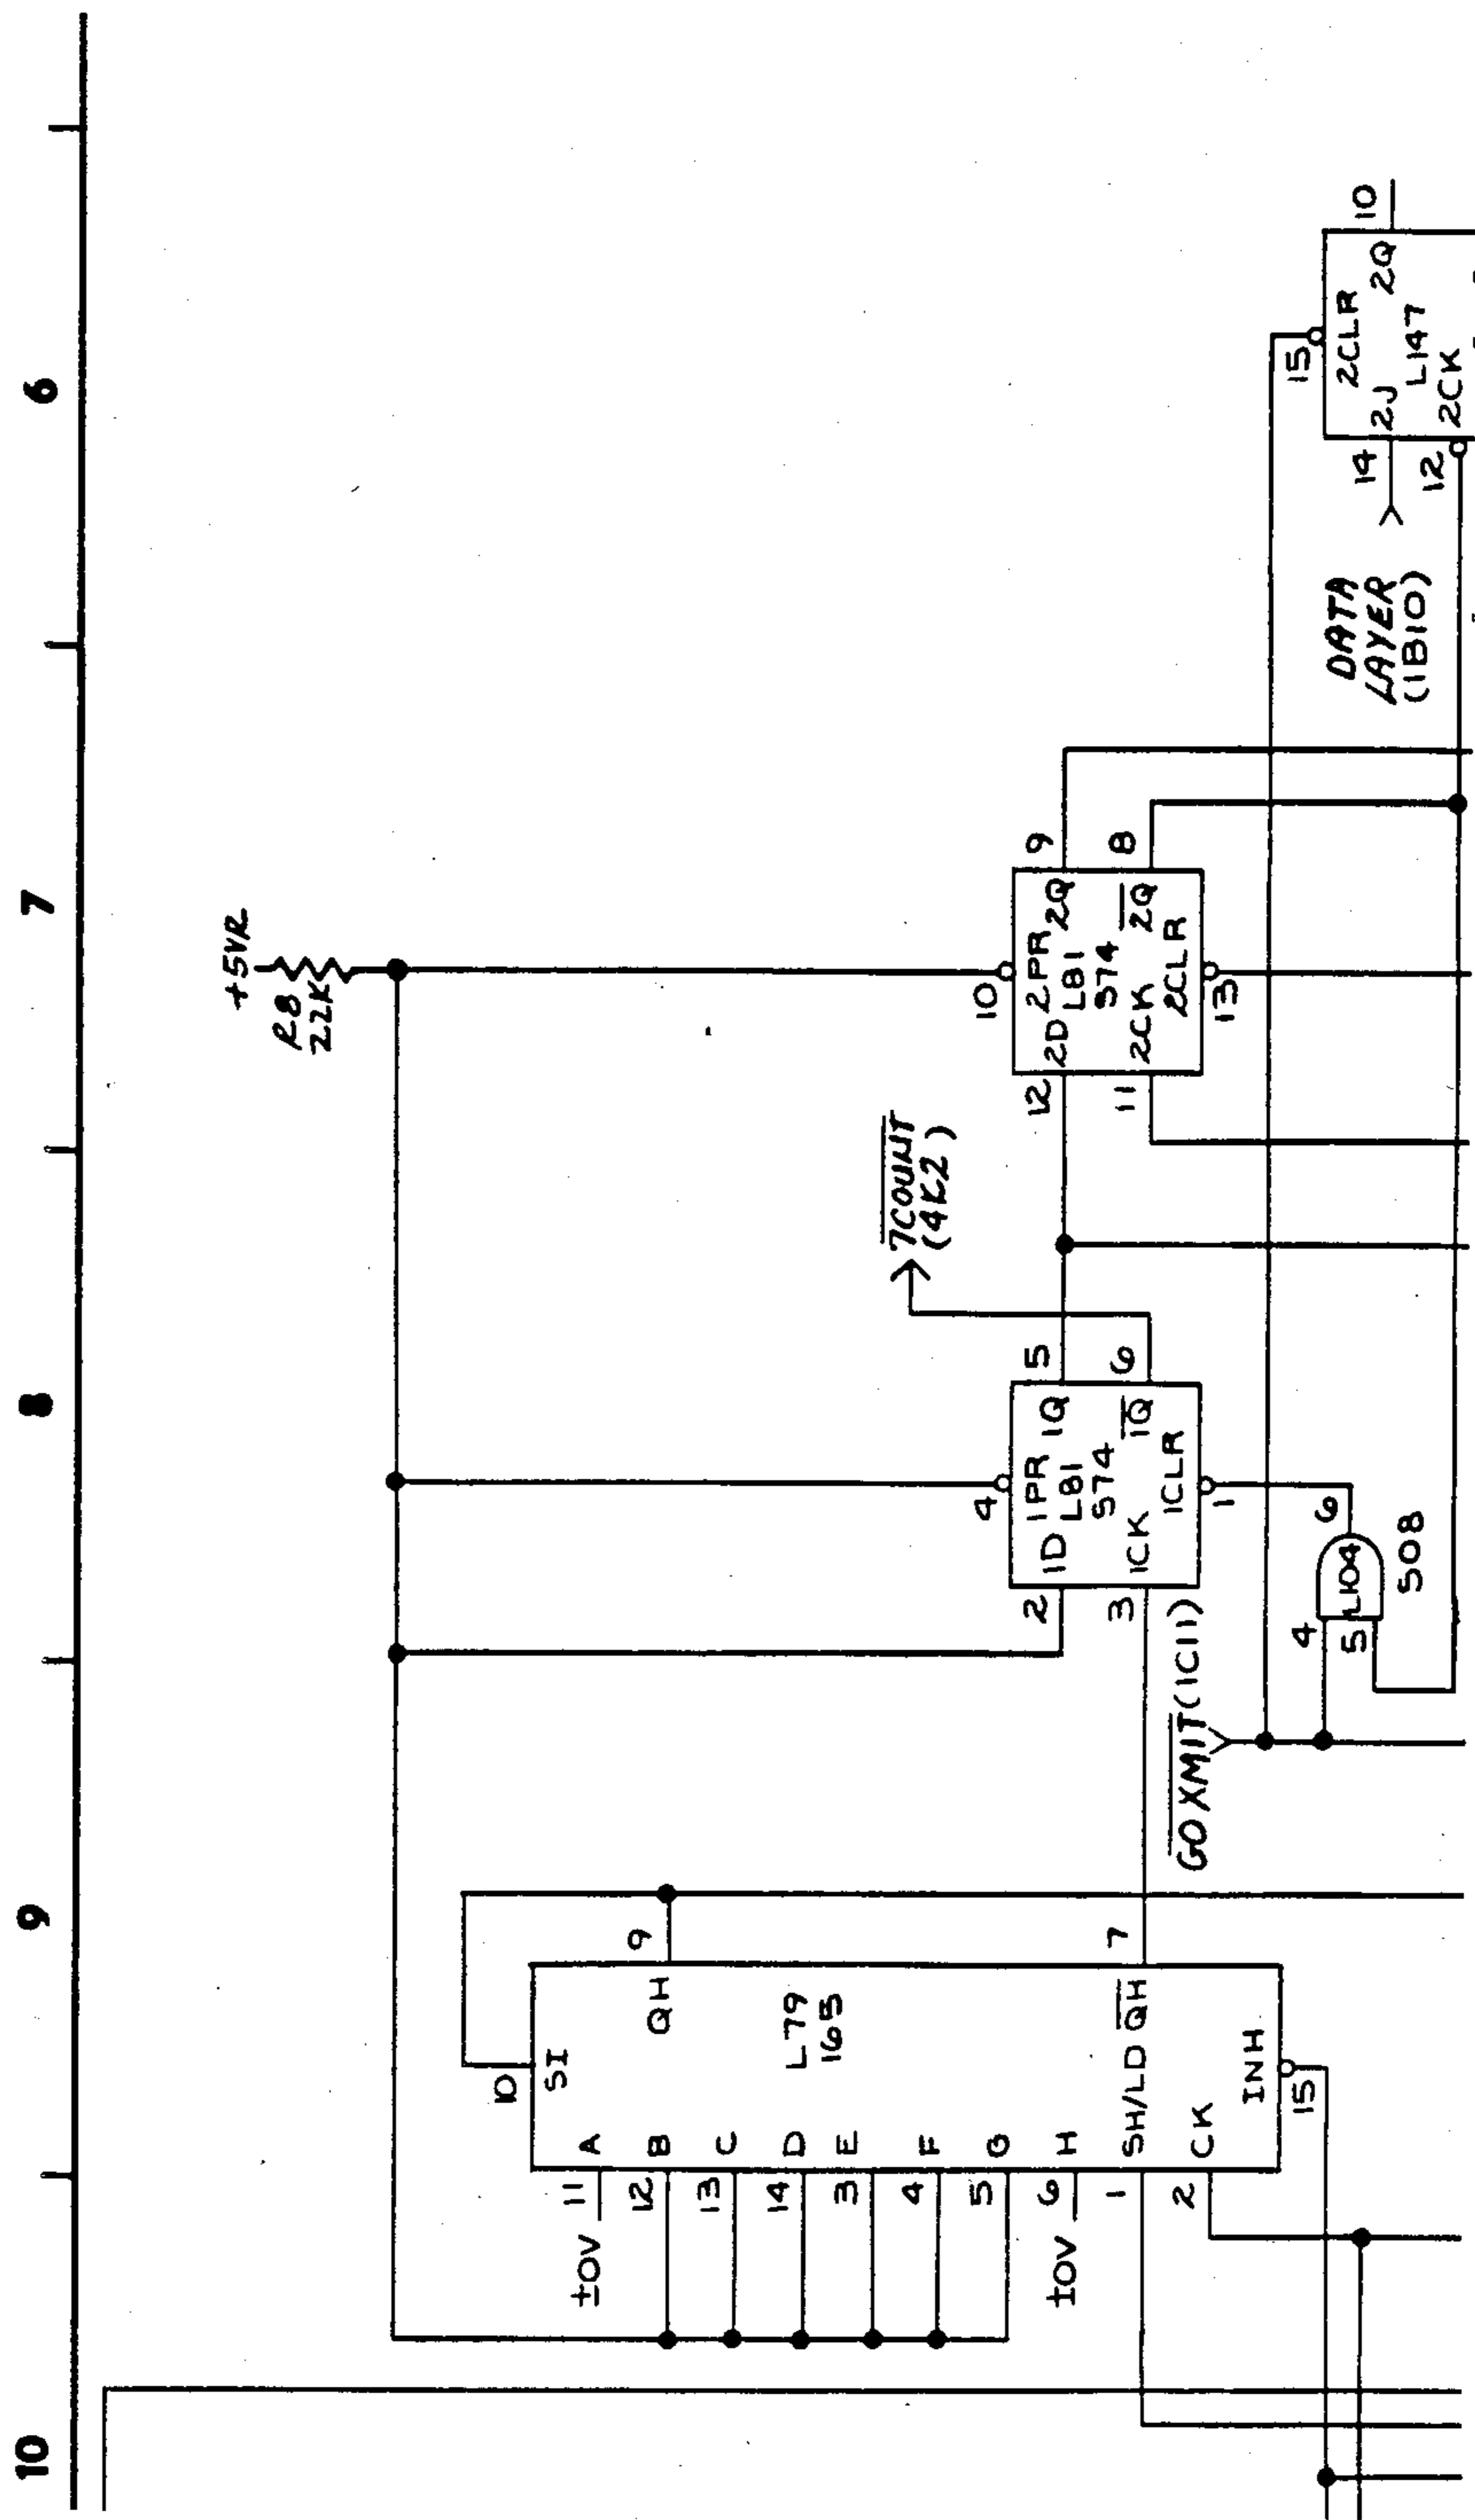 10 9 8 7 6
+5VR
R8
22K
10
SI
11 A
±0V
12 B
13 C
14 D
3 E
4 F
5 G
6 H
±0V
1 SH/LD
2 CK
INH
15
QH 9
L79
165
QH 7
7COUNT
(4K2)
4
1PR
2 1D
L81
S74
3 1CK
1CLR
1
1Q 5
1Q 6
GOXMIT (1C11)
4
5
L104
6
S08
10
2PR
12 2D
L81
S74
11 2CK
2CLR
13
2Q 9
2Q 8
DATA
LAYER
(1B10)
15
2CLR
14 2J
2Q 10
L147
12 2CK